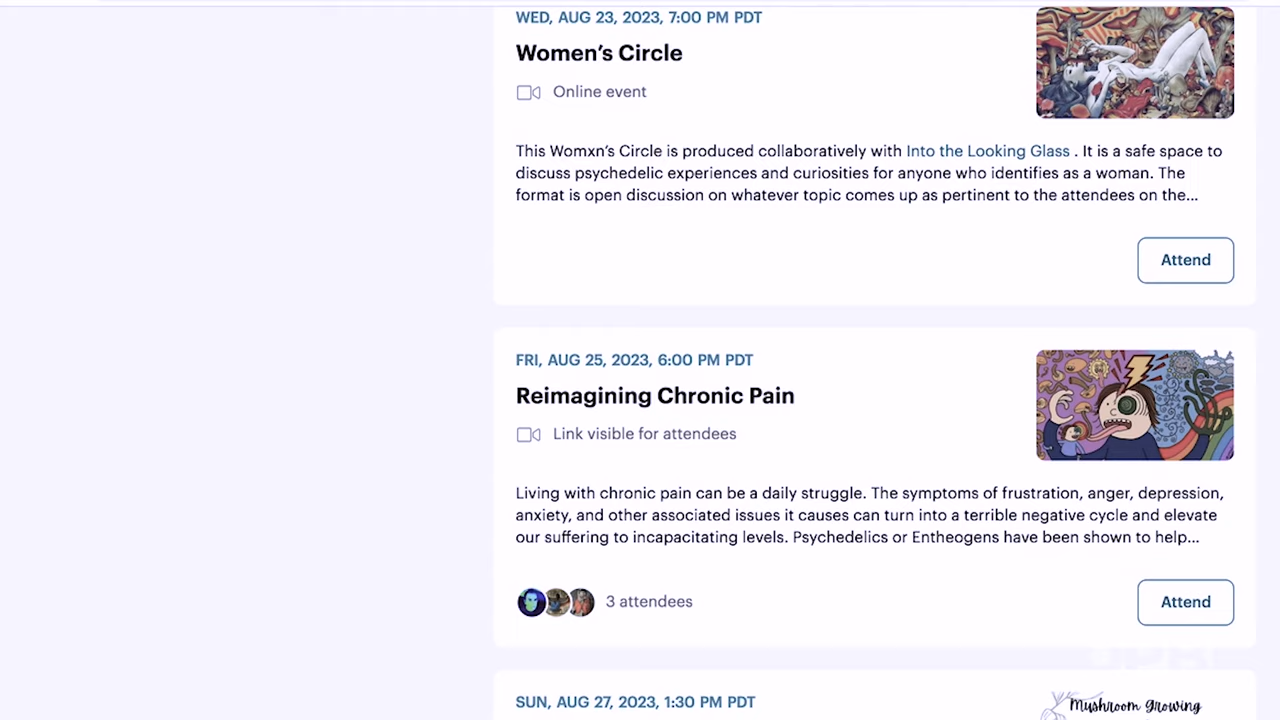 WED, AUG 23, 2023, 7:00 PM PDT
Women's Circle
Online event
This Womxn's Circle is produced collaboratively with Into the Looking Glass . It is a safe space to
discuss psychedelic experiences and curiosities for anyone who identifies as a woman. The
format is open discussion on whatever topic comes up as pertinent to the attendees on the...
Attend
FRI, AUG 25, 2023, 6:00 PM PDT
Reimagining Chronic Pain
Link visible for attendees
Living with chronic pain can be a daily struggle. The symptoms of frustration, anger, depression,
anxiety, and other associated issues it causes can turn into a terrible negative cycle and elevate
our suffering to incapacitating levels. Psychedelics or Entheogens have been shown to help...
3 attendees
Attend
SUN, AUG 27, 2023, 1:30 PM PDT
Mushroom Growing